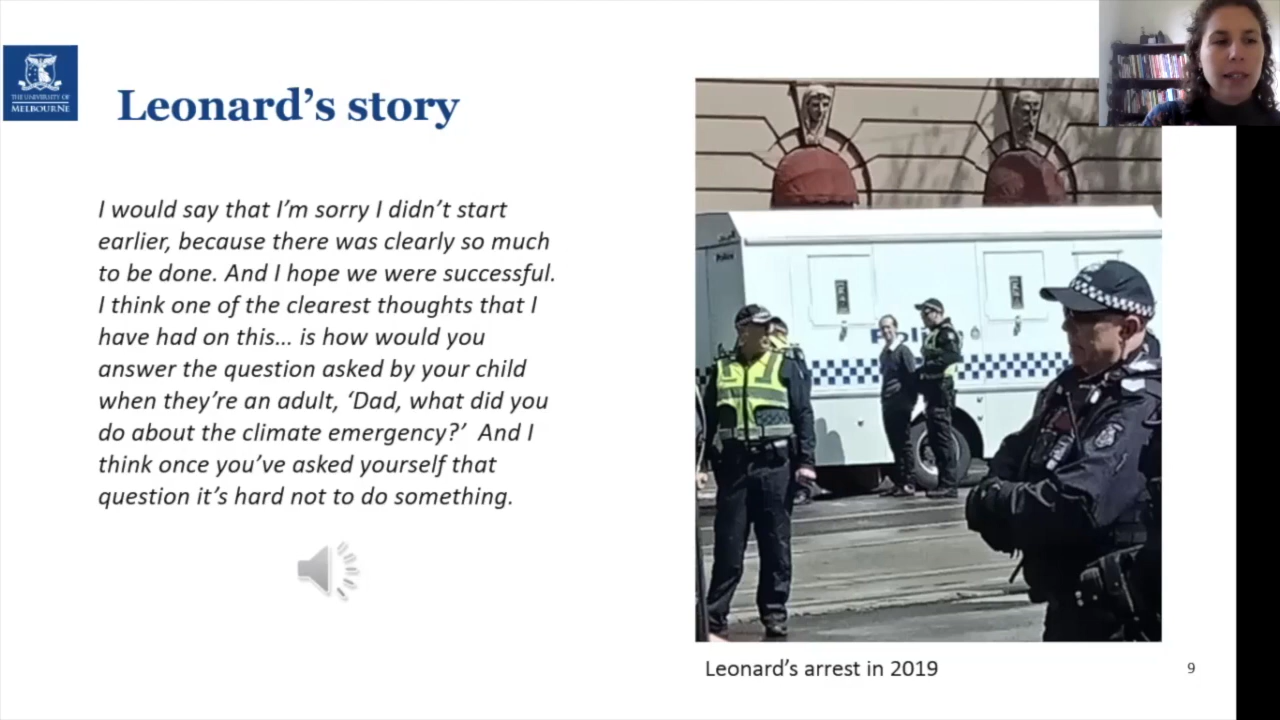 THE UNIVERSITY OF
MELBOURNE
Leonard’s story
I would say that I’m sorry I didn’t start
earlier, because there was clearly so much
to be done. And I hope we were successful.
I think one of the clearest thoughts that I
have had on this... is how would you
answer the question asked by your child
when they’re an adult, ‘Dad, what did you
do about the climate emergency?’  And I
think once you’ve asked yourself that
question it’s hard not to do something.
Police
Leonard’s arrest in 2019
9